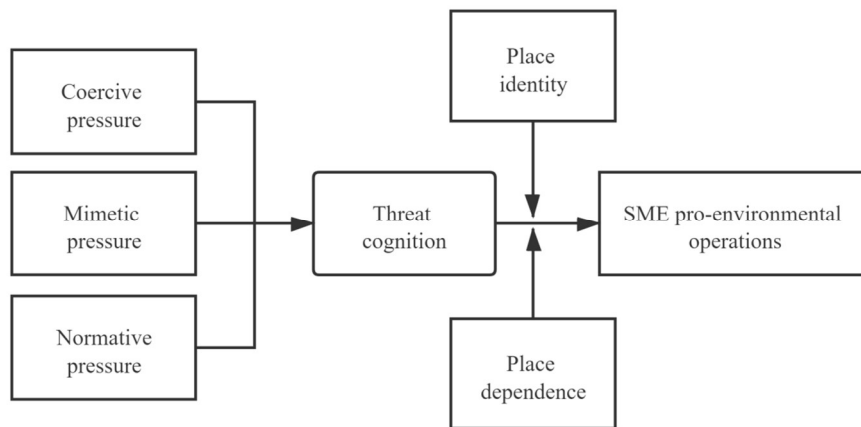 Coercive
pressure
Mimetic
pressure
Normative
pressure
Threat
cognition
Place
identity
Place
dependence
SME pro-environmental
operations